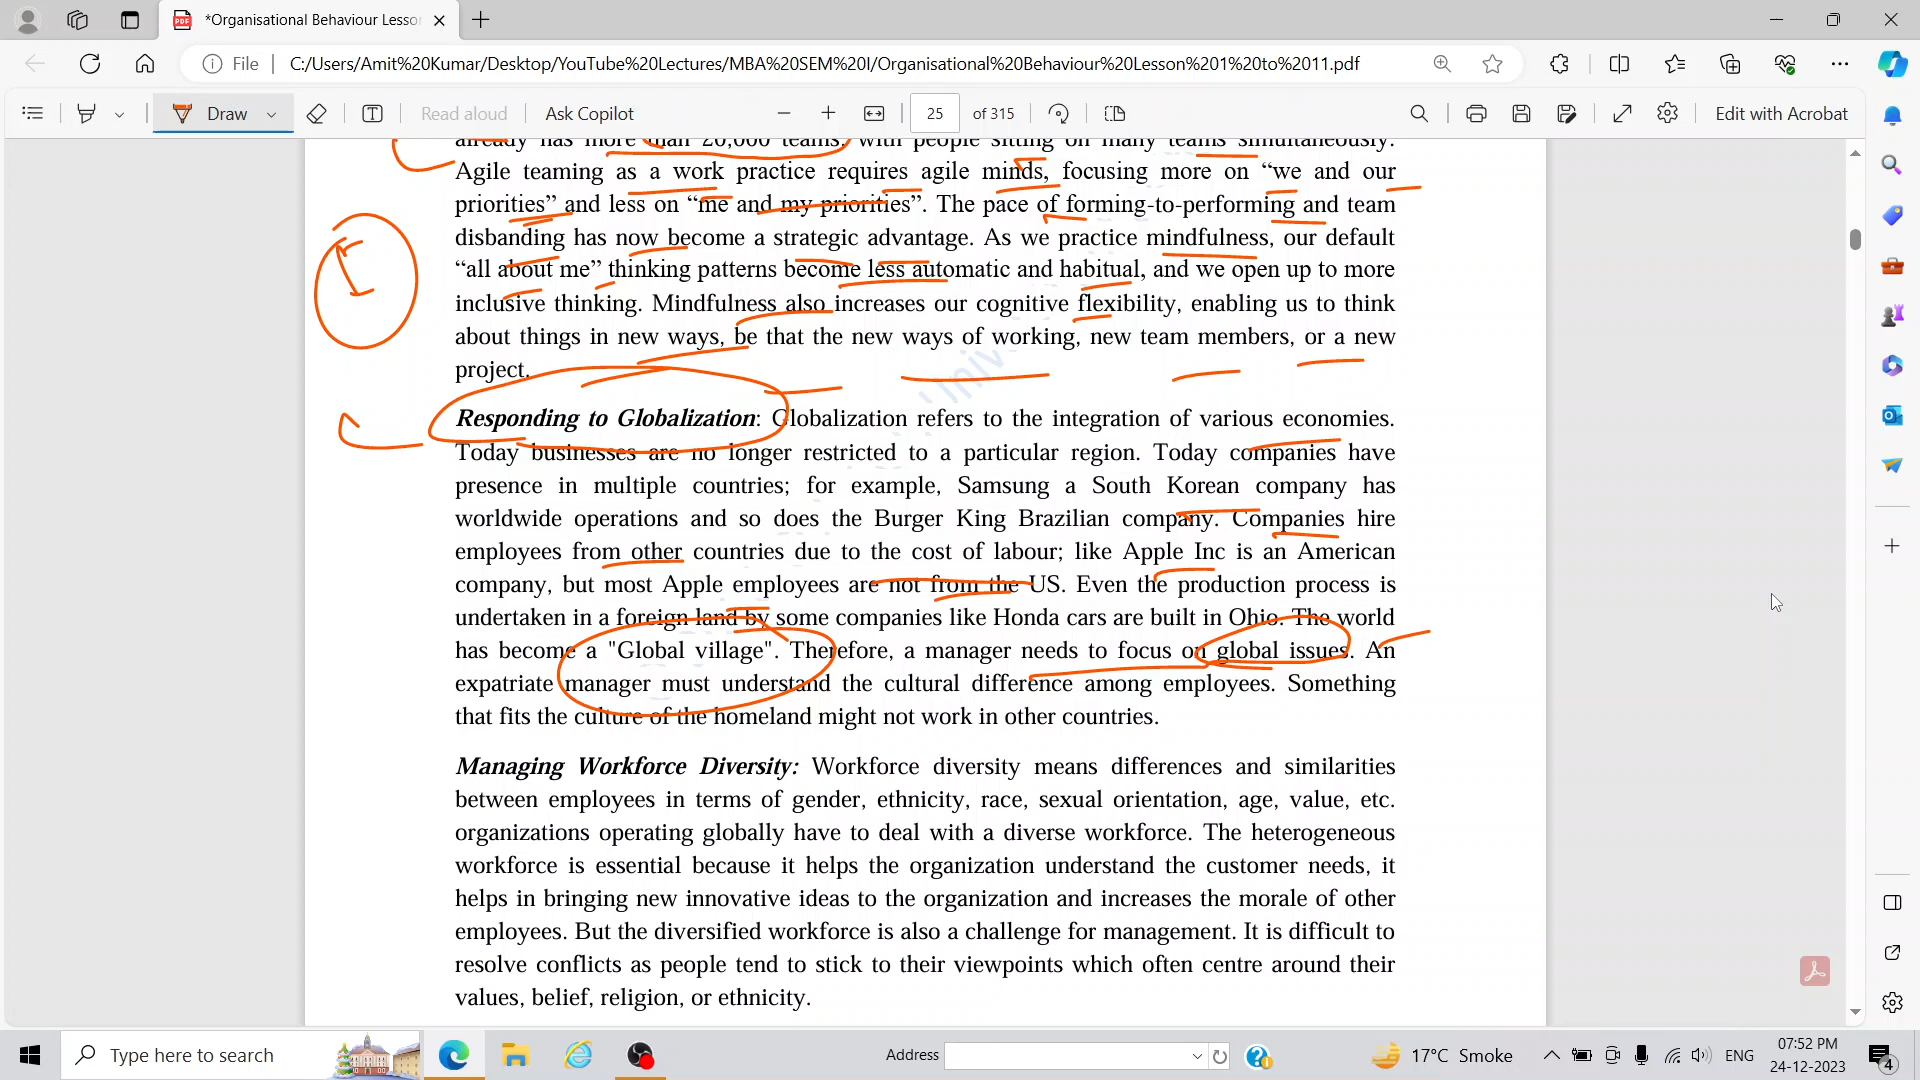 *Organisational Behaviour Lesso
File
C:/Users/Amit%20Kumar/Desktop/YouTube%20Lectures/MBA%20SEM%20I/Organisational%20Behaviour%20Lesson%201%20to%2011.pdf
Draw
Read aloud
Ask Copilot
25 of 315
Edit with Acrobat
already has more than 20,000 teams, with people sitting on many teams simultaneously.
Agile teaming as a work practice requires agile minds, focusing more on “we and our
priorities” and less on “me and my priorities”. The pace of forming-to-performing and team
disbanding has now become a strategic advantage. As we practice mindfulness, our default
“all about me” thinking patterns become less automatic and habitual, and we open up to more
inclusive thinking. Mindfulness also increases our cognitive flexibility, enabling us to think
about things in new ways, be that the new ways of working, new team members, or a new
project.
Responding to Globalization: Globalization refers to the integration of various economies.
Today businesses are no longer restricted to a particular region. Today companies have
presence in multiple countries; for example, Samsung a South Korean company has
worldwide operations and so does the Burger King Brazilian company. Companies hire
employees from other countries due to the cost of labour; like Apple Inc is an American
company, but most Apple employees are not from the US. Even the production process is
undertaken in a foreign land by some companies like Honda cars are built in Ohio. The world
has become a "Global village". Therefore, a manager needs to focus on global issues. An
expatriate manager must understand the cultural difference among employees. Something
that fits the culture of the homeland might not work in other countries.
Managing Workforce Diversity: Workforce diversity means differences and similarities
between employees in terms of gender, ethnicity, race, sexual orientation, age, value, etc.
organizations operating globally have to deal with a diverse workforce. The heterogeneous
workforce is essential because it helps the organization understand the customer needs, it
helps in bringing new innovative ideas to the organization and increases the morale of other
employees. But the diversified workforce is also a challenge for management. It is difficult to
resolve conflicts as people tend to stick to their viewpoints which often centre around their
values, belief, religion, or ethnicity.
Type here to search
Address
17°C Smoke
ENG
07:52 PM
24-12-2023
4